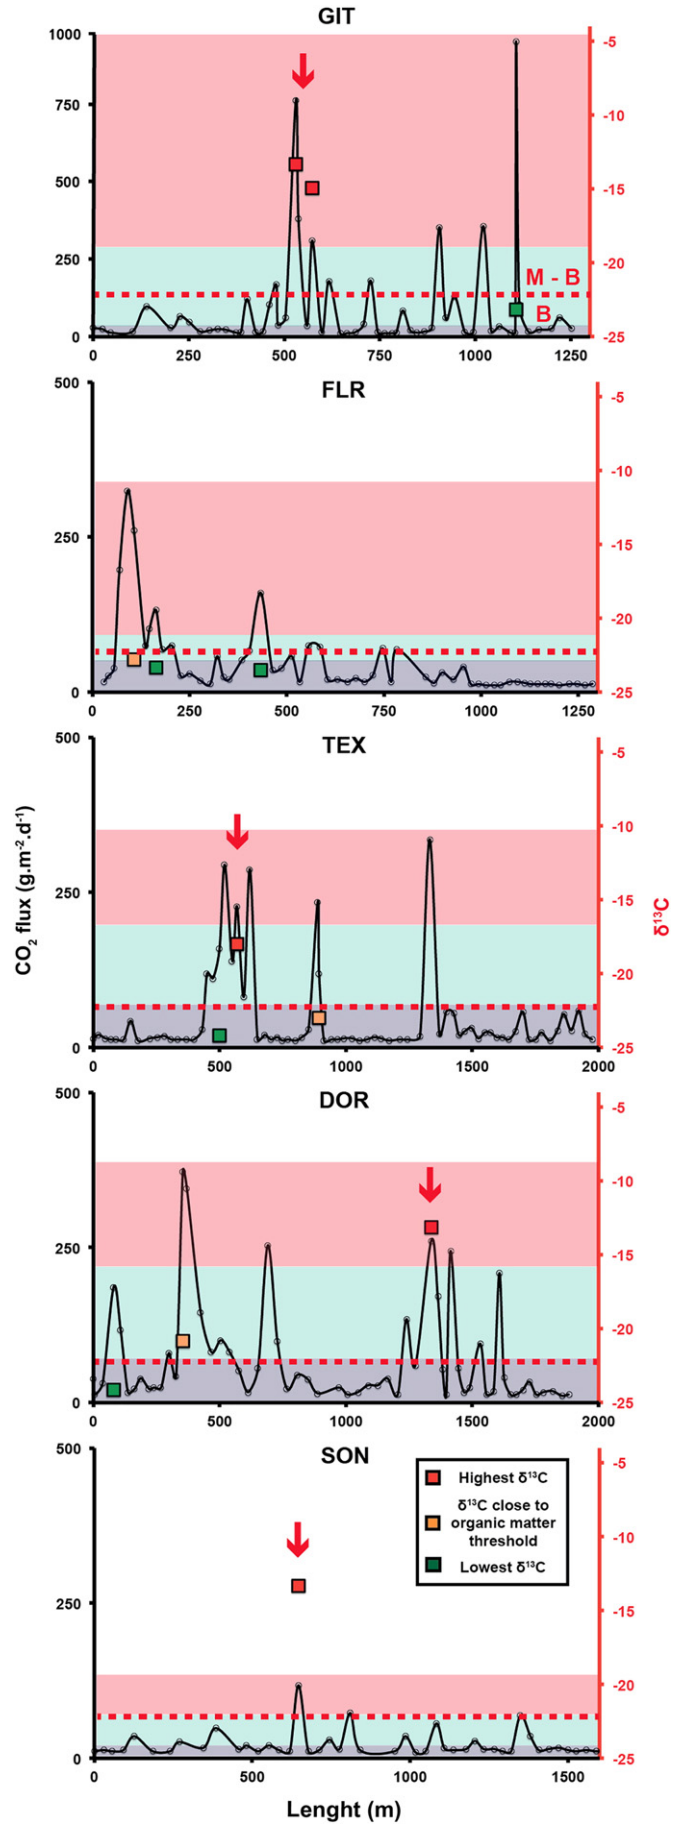 GIT
1000
750
500
250
0
-5
-10
-15
-20
-25
M - B
B
0 250 500 750 1000 1250
FLR
500
250
0
-5
-10
-15
-20
-25
0 250 500 750 1000 1250
TEX
500
250
0
-5
-10
-15
-20
-25
0 500 1000 1500 2000
CO2 flux (g.m-2.d-1)
δ13C
DOR
500
250
0
-5
-10
-15
-20
-25
0 500 1000 1500 2000
SON
500
250
0
-5
-10
-15
-20
-25
Highest δ13C
δ13C close to
organic matter
threshold
Lowest δ13C
0 500 1000 1500
Lenght (m)